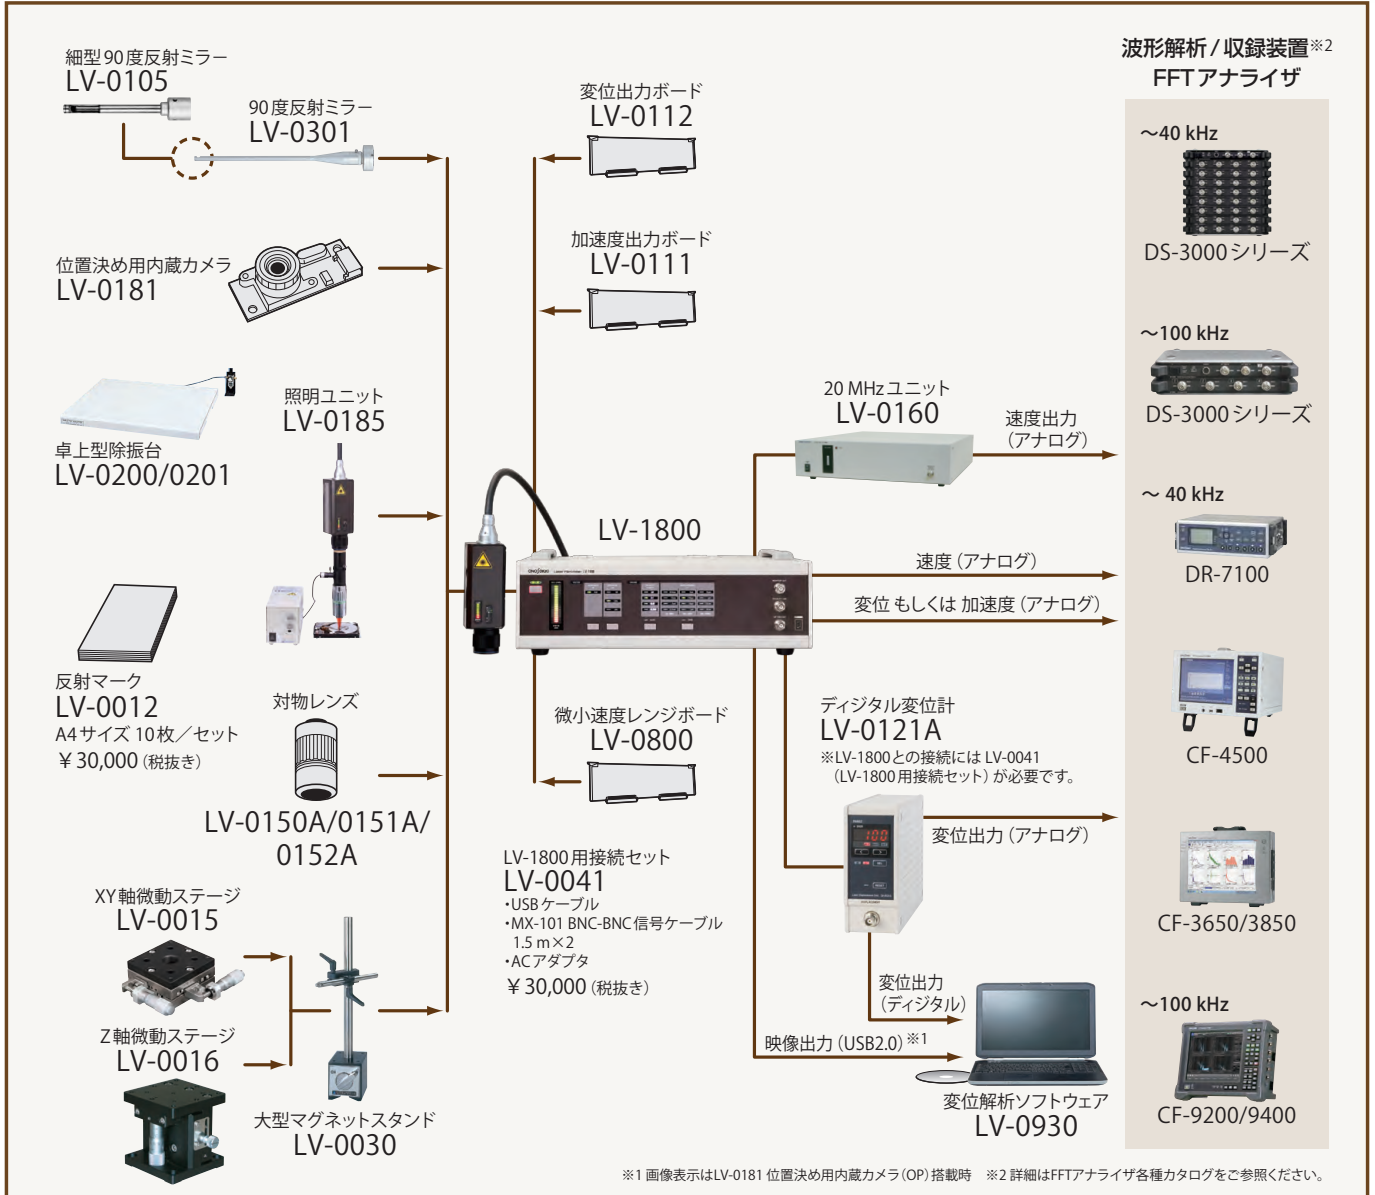 細型90度反射ミラー
LV-0105
90度反射ミラー
LV-0301
位置決め用内蔵カメラ
LV-0181
卓上型除振台
LV-0200/0201
照明ユニット
LV-0185
反射マーク
LV-0012
A4サイズ 10枚／セット
¥30,000（税抜き）
対物レンズ
LV-0150A/0151A/
0152A
XY軸微動ステージ
LV-0015
Z軸微動ステージ
LV-0016
大型マグネットスタンド
LV-0030
変位出力ボード
LV-0112
加速度出力ボード
LV-0111
LV-1800
微小速度レンジボード
LV-0800
LV-1800用接続セット
LV-0041
・USBケーブル
・MX-101 BNC-BNC信号ケーブル
1.5 m×2
・ACアダプタ
¥30,000（税抜き）
20 MHzユニット
LV-0160
速度出力
（アナログ）
速度（アナログ）
変位 もしくは 加速度（アナログ）
ディジタル変位計
LV-0121A
※LV-1800との接続には LV-0041
（LV-1800用接続セット）が必要です。
100
変位出力（アナログ）
変位出力
（ディジタル）
映像出力（USB2.0）※1
変位解析ソフトウェア
LV-0930
波形解析 / 収録装置※2
FFTアナライザ
～40 kHz
DS-3000シリーズ
～100 kHz
DS-3000シリーズ
～ 40 kHz
DR-7100
CF-4500
CF-3650/3850
～100 kHz
CF-9200/9400
※1 画像表示はLV-0181 位置決め用内蔵カメラ（OP）搭載時　※2 詳細はFFTアナライザ各種カタログをご参照ください。